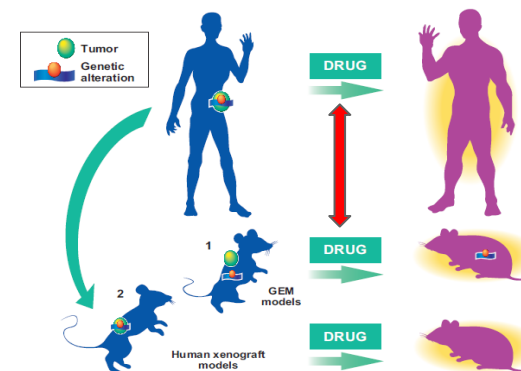 Tumor
Genetic
alteration
DRUG
1
DRUG
GEM
models
2
Human xenograft
models
DRUG